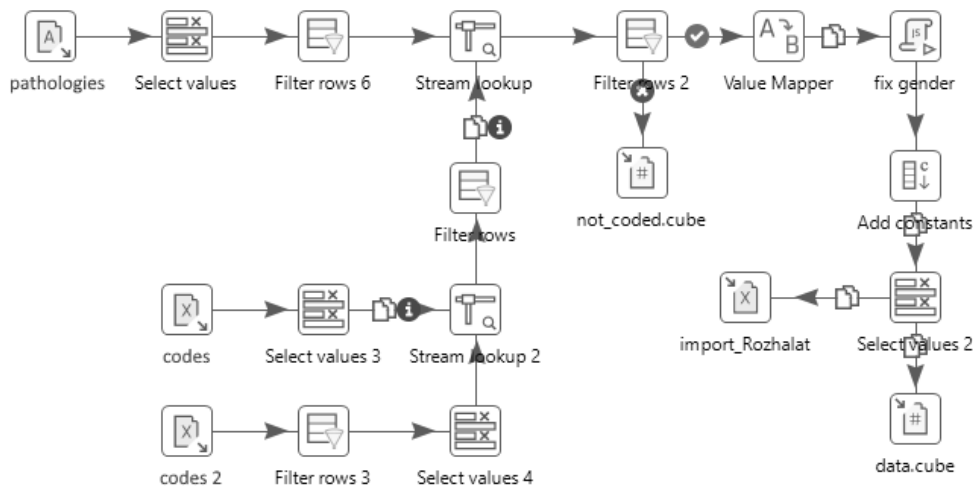 pathologies
Select values
Filter rows 6
Stream lookup
Filter rows 2
Value Mapper
fix gender
A
A
B
JS
i
#
not_coded.cube
C
Add constants
Filter rows
X
codes
Select values 3
i
Stream lookup 2
X
import_Rozhalat
Select values 2
X
codes 2
Filter rows 3
Select values 4
#
data.cube